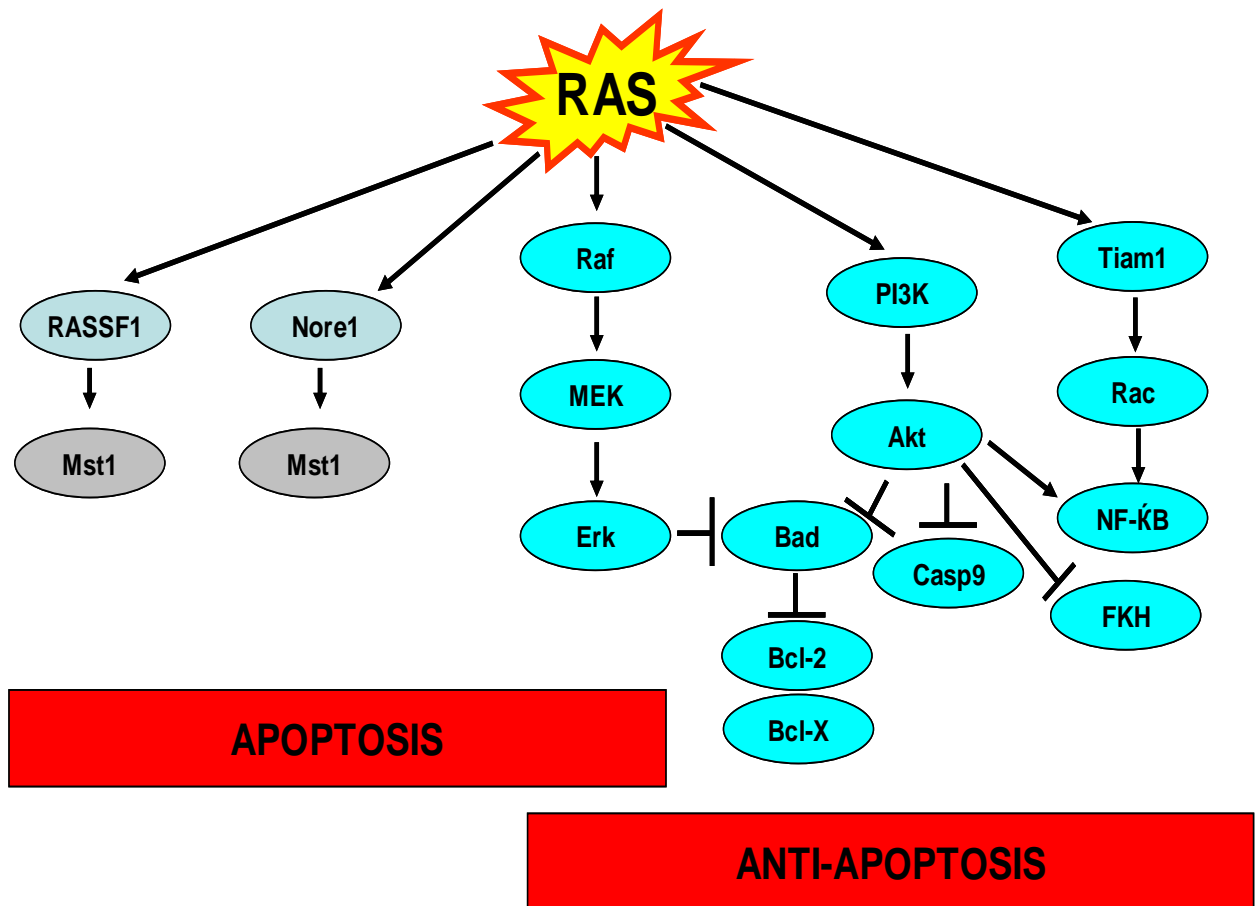 RAS
Raf
Tiam1
PI3K
RASSF1
Nore1
MEK
Rac
Akt
Mst1
Mst1
Erk
Bad
NF-ḰB
Casp9
FKH
Bcl-2
Bcl-X
APOPTOSIS
ANTI-APOPTOSIS